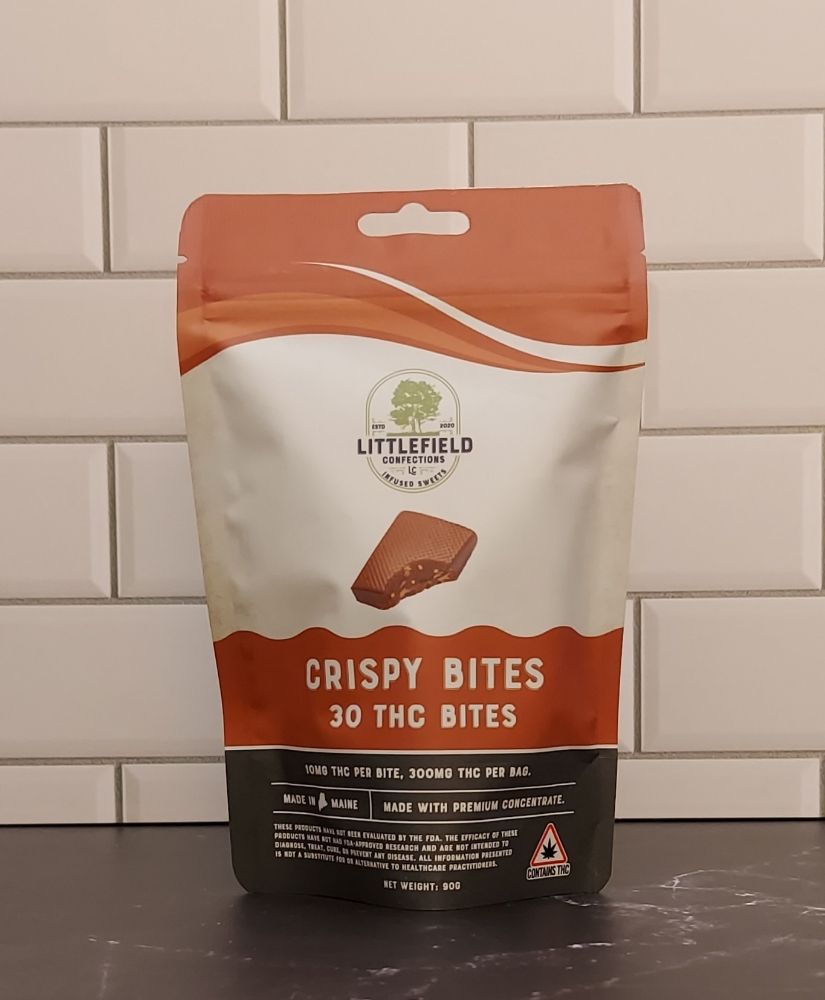 ESTD 2020
LITTLEFIELD
CONFECTIONS
LC
INFUSED SWEETS
CRISPY BITES
30 THC BITES
10MG THC PER BITE, 300MG THC PER BAG.
MADE IN MAINE
MADE WITH PREMIUM CONCENTRATE.
THESE PRODUCTS HAVE NOT BEEN EVALUATED BY THE FDA. THE EFFICACY OF THESE
PRODUCTS HAVE NOT HAD FDA-APPROVED RESEARCH AND ARE NOT INTENDED TO
DIAGNOSE, TREAT, CURE, OR PREVENT ANY DISEASE. ALL INFORMATION PRESENTED
IS NOT A SUBSTITUTE FOR OR ALTERNATIVE TO HEALTHCARE PRACTITIONERS.
CONTAINS THC
NET WEIGHT: 90G